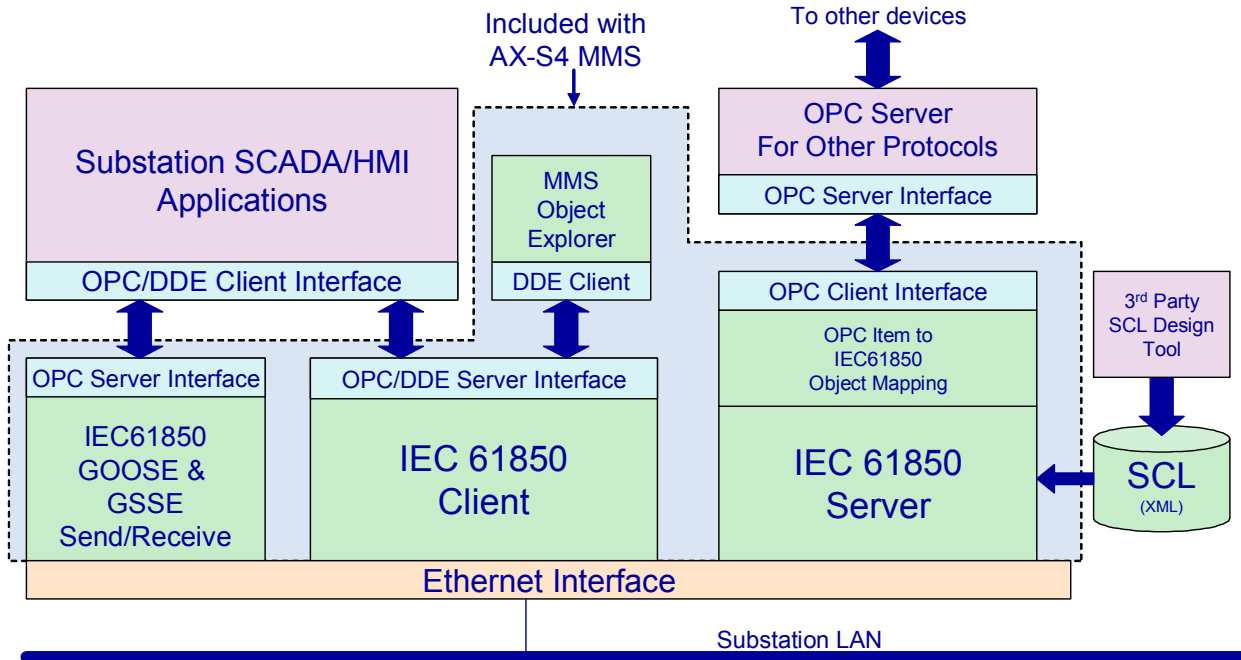 To other devices
Included with
AX-S4 MMS
Substation SCADA/HMI
Applications
OPC/DDE Client Interface
MMS
Object
Explorer
DDE Client
OPC Server
For Other Protocols
OPC Server Interface
OPC Client Interface
OPC Item to
IEC61850
Object Mapping
3rd Party
SCL Design
Tool
OPC Server Interface
IEC61850
GOOSE &
GSSE
Send/Receive
OPC/DDE Server Interface
IEC 61850
Client
IEC 61850
Server
SCL
(XML)
Ethernet Interface
Substation LAN